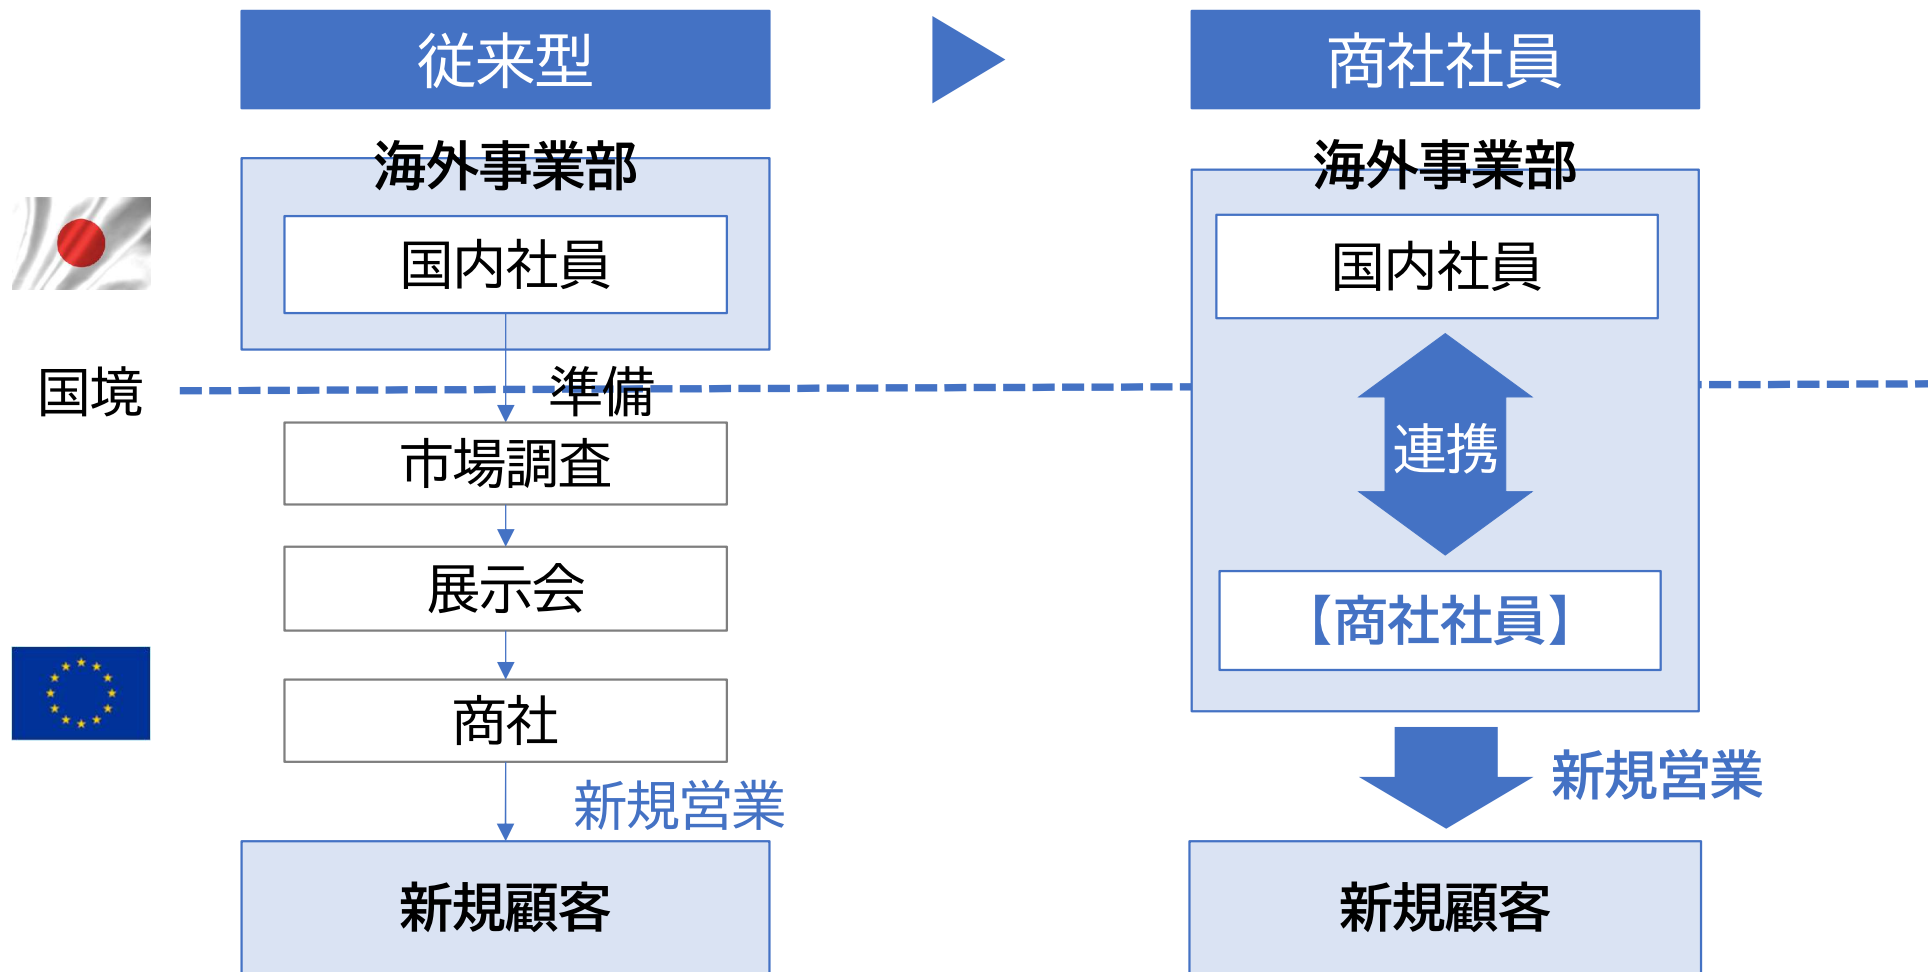 従来型
商社社員
海外事業部
国内社員
国境
準備
市場調査
展示会
商社
新規営業
新規顧客
海外事業部
国内社員
連携
【商社社員】
新規営業
新規顧客